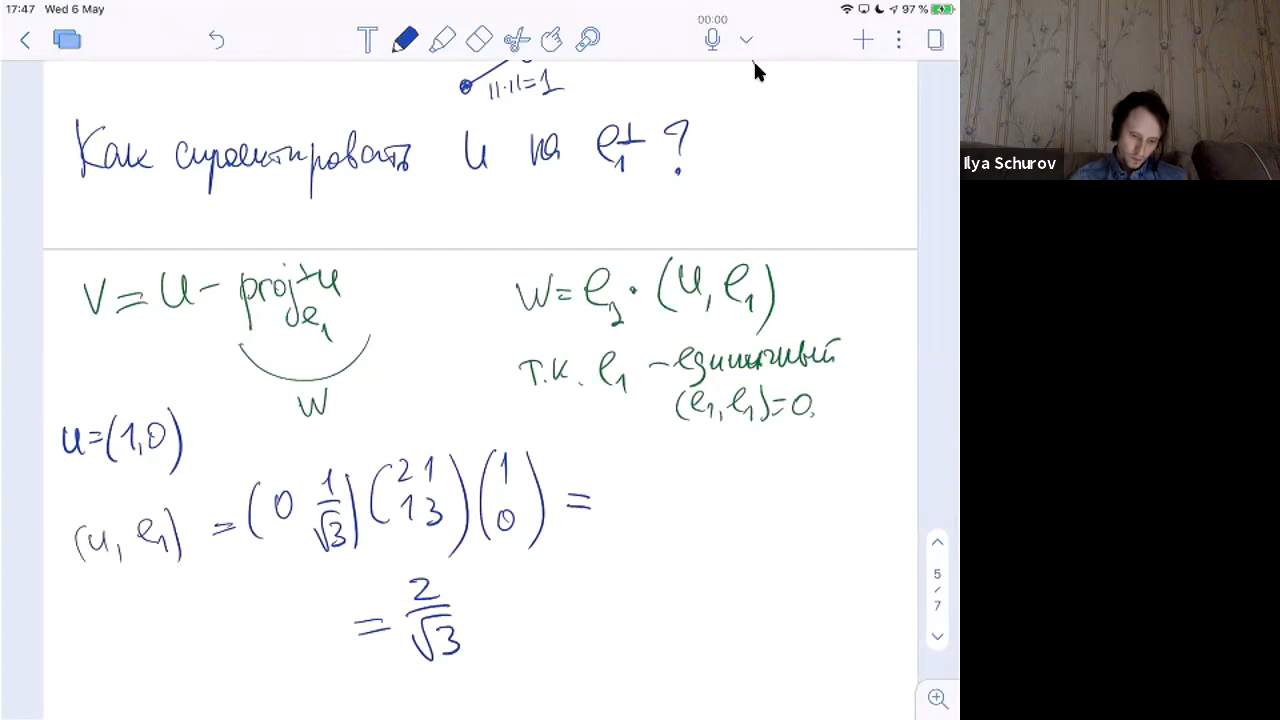 17:47 Wed 6 May
97 %
00:00
||·||=1
Как спроектировать u на e₁⊥ ?
V = u − proj⊥e₁ u
W
W = e₁ · (u, e₁)
т.к. e₁ – единичный
(e₁, e₁) = 0,
u=(1,0)
(u, e₁) = (0 1/√3) (2 1 1 3) (1 0) =
= 2/√3
5
/
7
Ilya Schurov